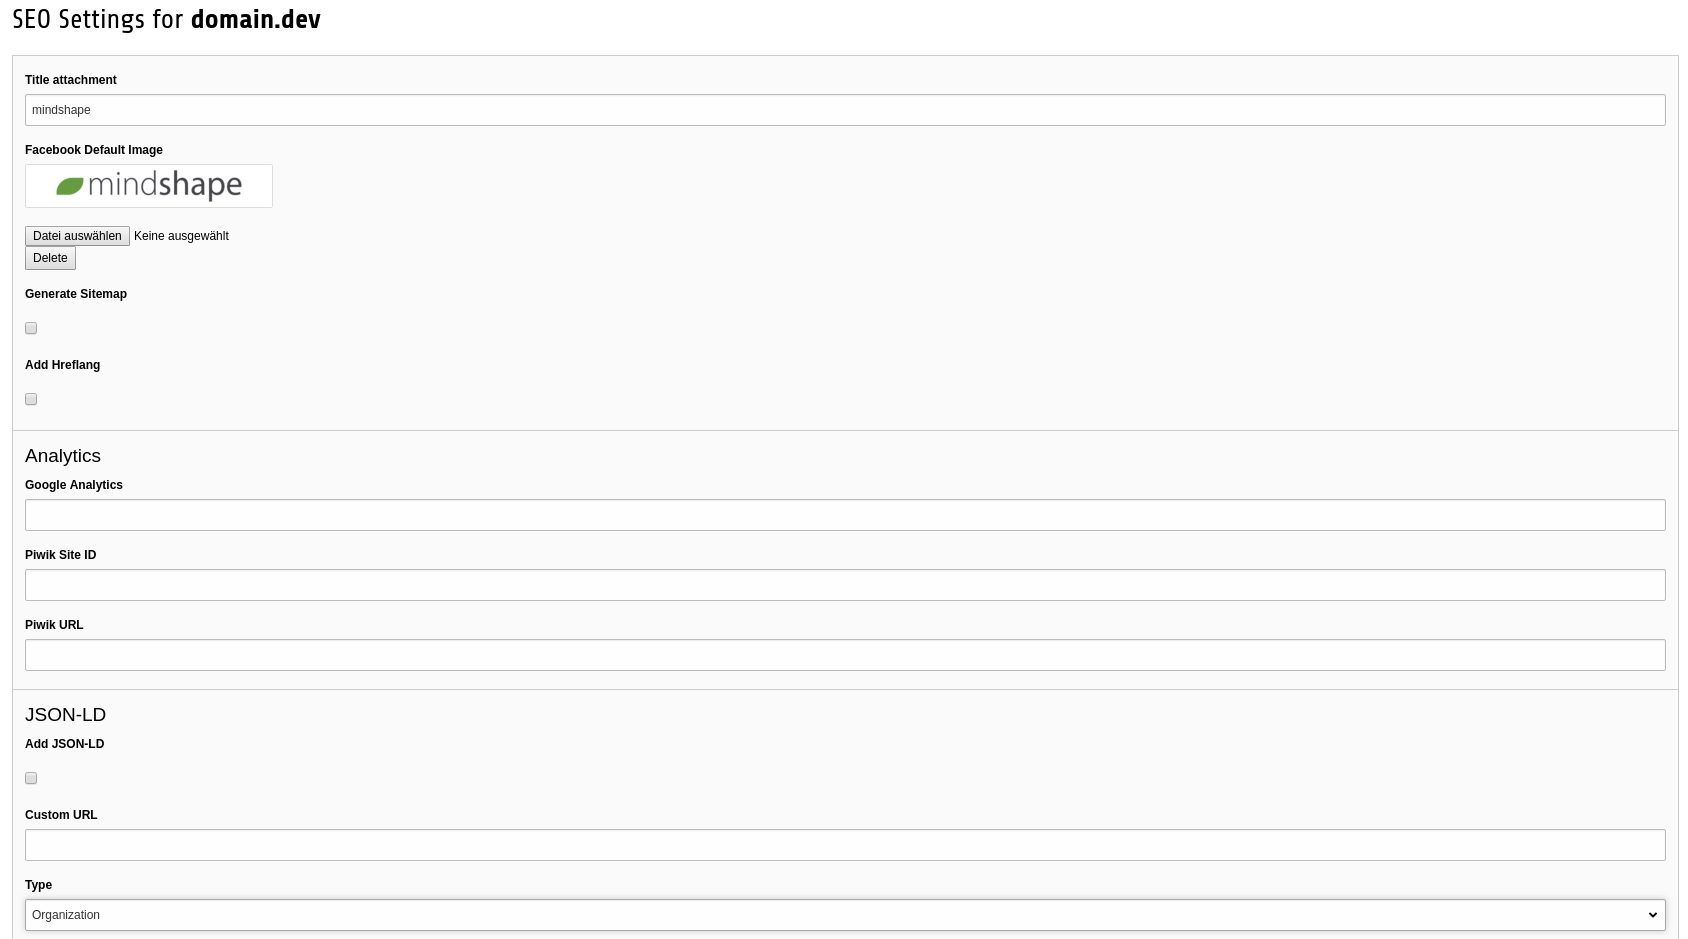 SEO Settings for domain.dev
Title attachment
mindshape
Facebook Default Image
mindshape
Datei auswählen Keine ausgewählt
Delete
Generate Sitemap
Add Hreflang
Analytics
Google Analytics
Piwik Site ID
Piwik URL
JSON-LD
Add JSON-LD
Custom URL
Type
Organization